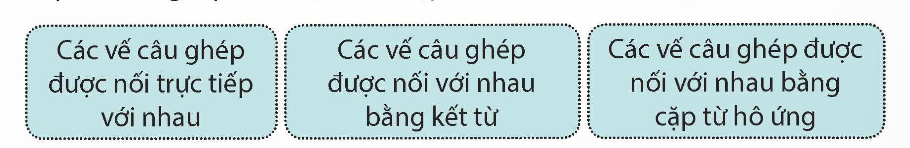 Các vế câu ghép
được nối trực tiếp
với nhau
Các vế câu ghép
được nối với nhau
bằng kết từ
Các vế câu ghép được
nối với nhau bằng
cặp từ hô ứng